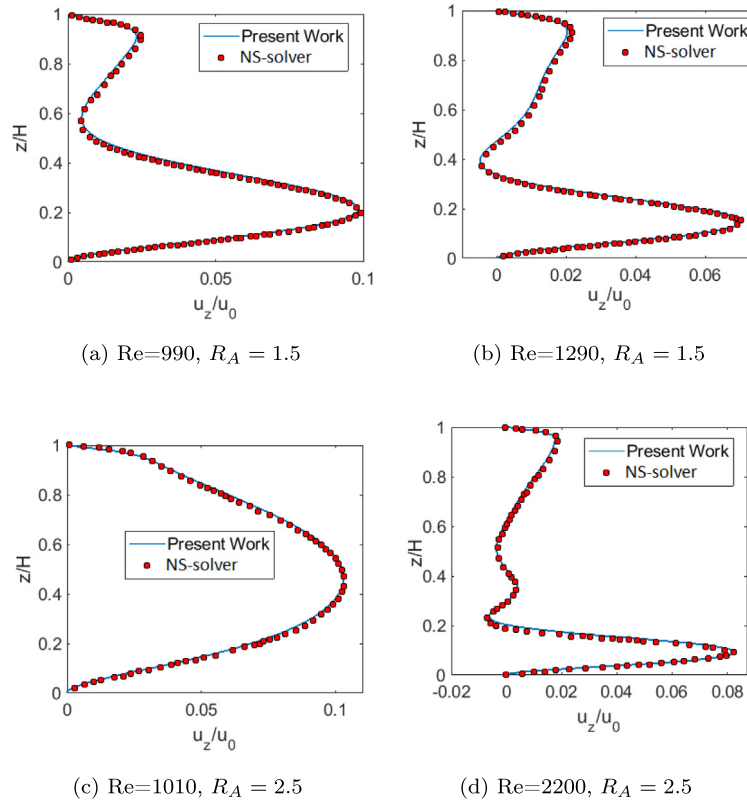 1
0.8
0.6
0.4
0.2
0
z/H
Present Work
NS-solver
0
0.05
0.1
u_z/u_0
(a) Re=990, R_A = 1.5
1
0.8
0.6
0.4
0.2
0
z/H
Present Work
NS-solver
0
0.02
0.04
0.06
u_z/u_0
(b) Re=1290, R_A = 1.5
1
0.8
0.6
0.4
0.2
0
z/H
Present Work
NS-solver
0
0.05
0.1
u_z/u_0
(c) Re=1010, R_A = 2.5
1
0.8
0.6
0.4
0.2
0
z/H
Present Work
NS-solver
-0.02
0
0.02
0.04
0.06
0.08
u_z/u_0
(d) Re=2200, R_A = 2.5